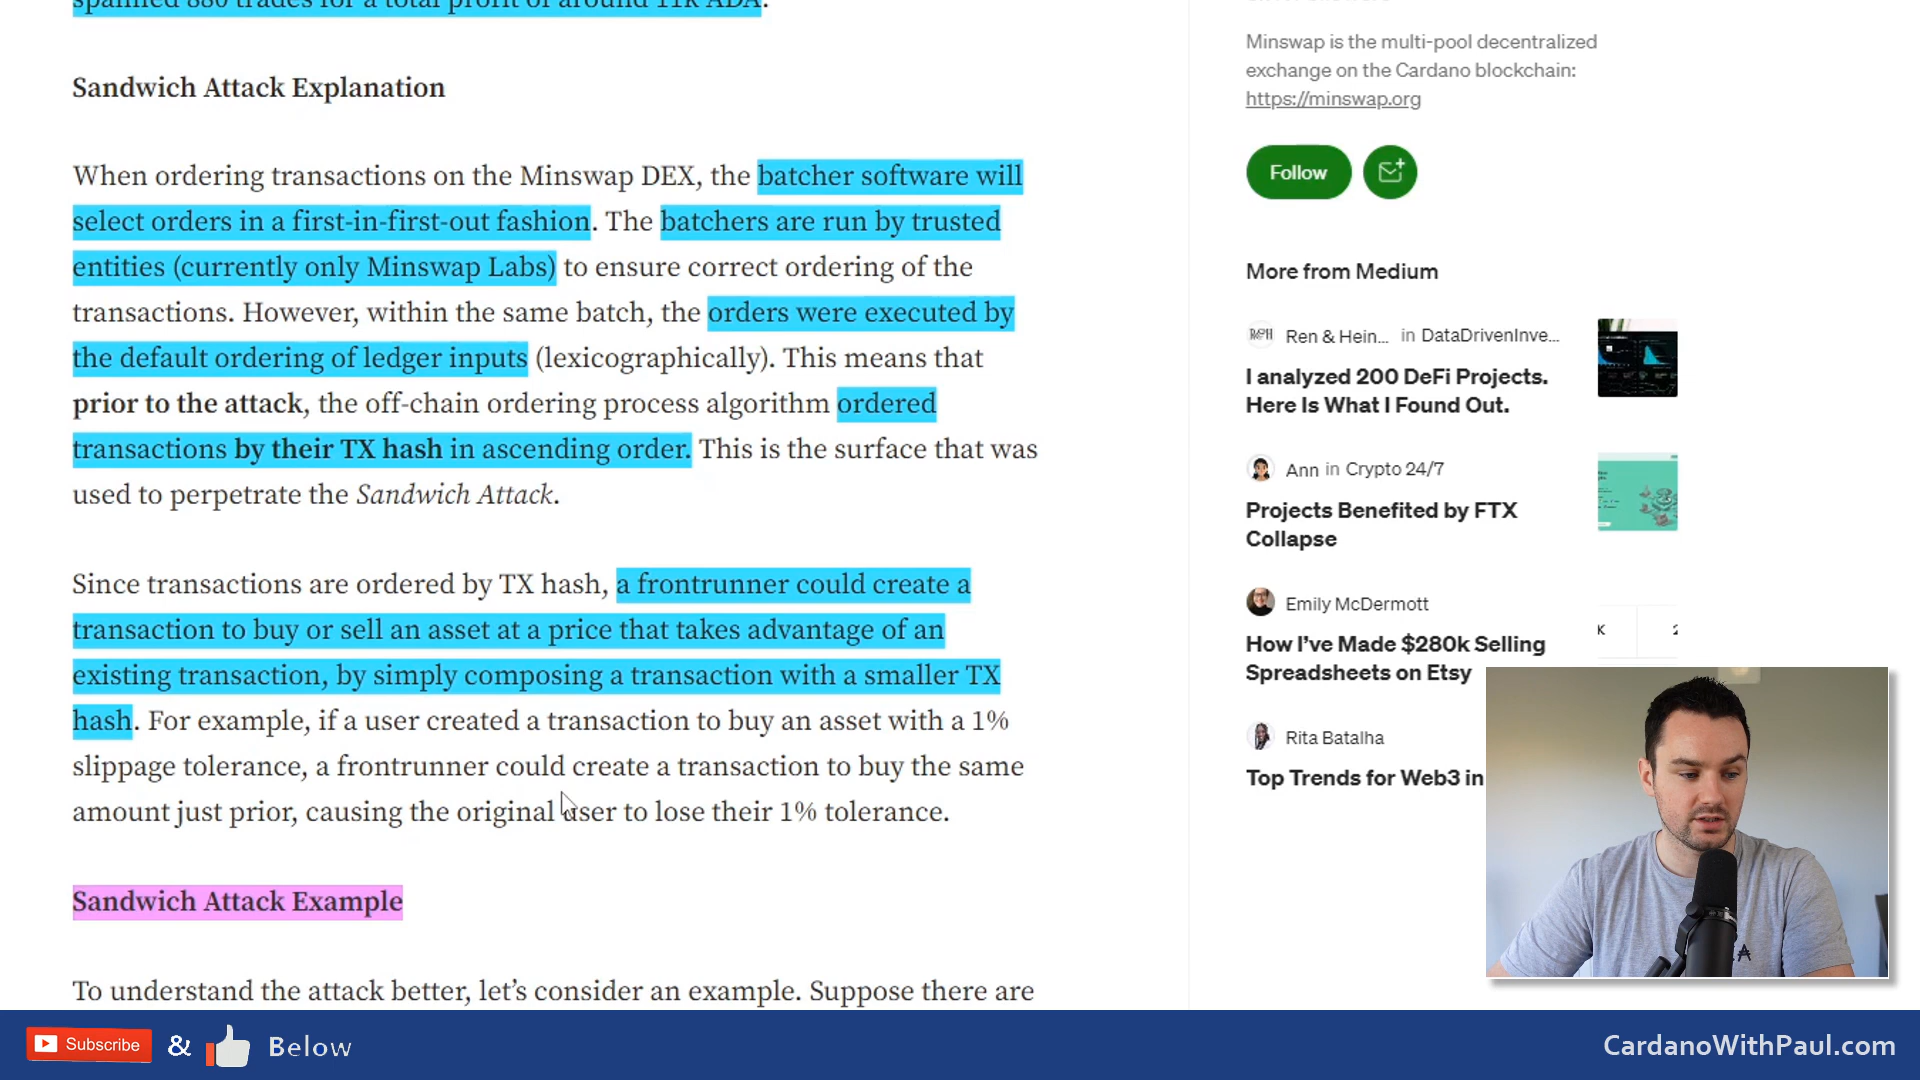 spanned 880 trades for a total profit of around 11k ADA.
Sandwich Attack Explanation
When ordering transactions on the Minswap DEX, the batcher software will
select orders in a first-in-first-out fashion. The batchers are run by trusted
entities (currently only Minswap Labs) to ensure correct ordering of the
transactions. However, within the same batch, the orders were executed by
the default ordering of ledger inputs (lexicographically). This means that
prior to the attack, the off-chain ordering process algorithm ordered
transactions by their TX hash in ascending order. This is the surface that was
used to perpetrate the Sandwich Attack.
Since transactions are ordered by TX hash, a frontrunner could create a
transaction to buy or sell an asset at a price that takes advantage of an
existing transaction, by simply composing a transaction with a smaller TX
hash. For example, if a user created a transaction to buy an asset with a 1%
slippage tolerance, a frontrunner could create a transaction to buy the same
amount just prior, causing the original user to lose their 1% tolerance.
Sandwich Attack Example
To understand the attack better, let’s consider an example. Suppose there are
Minswap is the multi-pool decentralized
exchange on the Cardano blockchain:
https://minswap.org
Follow
More from Medium
Ren & Hein... in DataDrivenInve...
I analyzed 200 DeFi Projects.
Here Is What I Found Out.
Ann in Crypto 24/7
Projects Benefited by FTX
Collapse
Emily McDermott
How I’ve Made $280k Selling
Spreadsheets on Etsy
Rita Batalha
Top Trends for Web3 in
Subscribe & Below
CardanoWithPaul.com